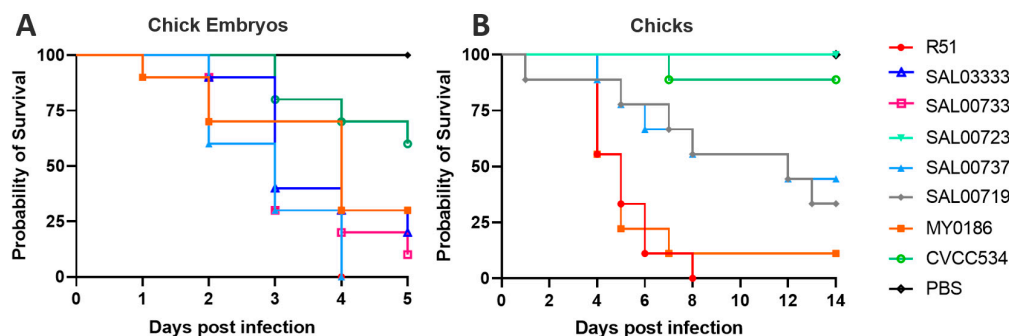 A
Chick Embryos
Probability of Survival
100
75
50
25
0
0 1 2 3 4 5
Days post infection
B
Chicks
Probability of Survival
100
75
50
25
0
0 2 4 6 8 10 12 14
Days post infection
R51
SAL03333
SAL00733
SAL00723
SAL00737
SAL00719
MY0186
CVCC534
PBS